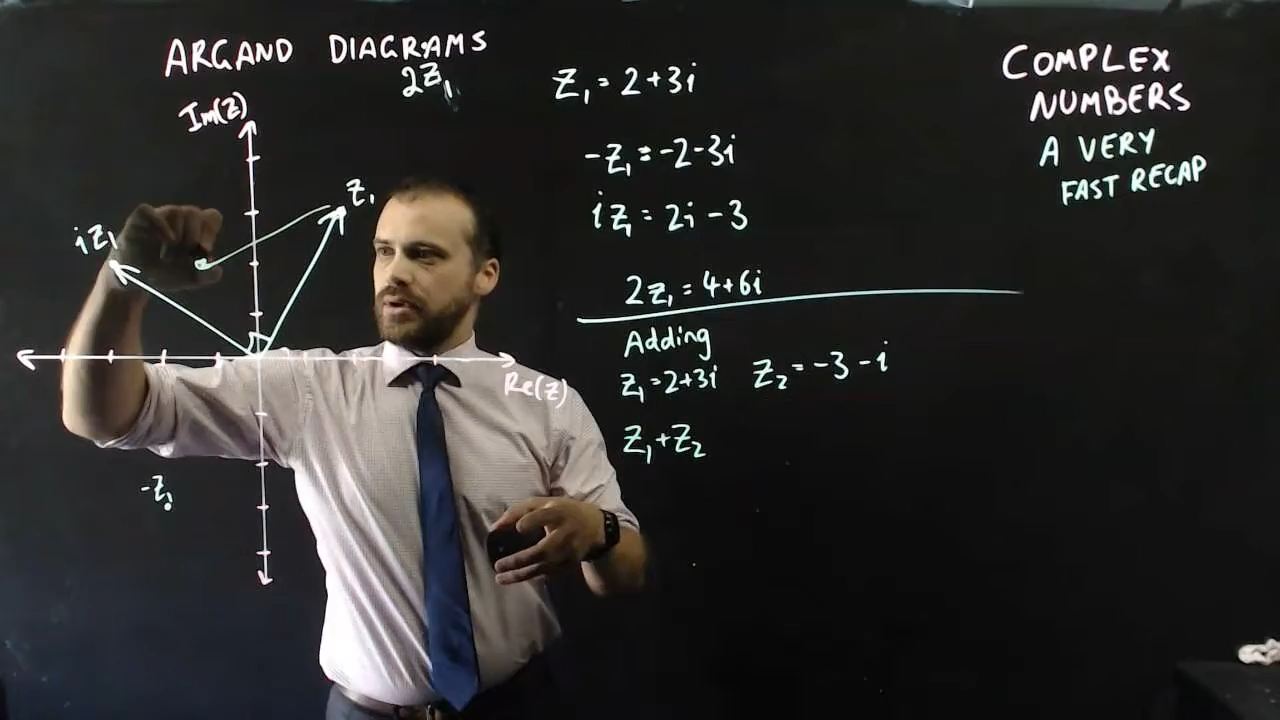 ARGAND DIAGRAMS
2Z₁
Im(Z)
Z₁
iZ₁
Re(Z)
-Z₁
Z₁ = 2+3i
-Z₁ = -2-3i
iZ₁ = 2i-3
2Z₁ = 4+6i
Adding
Z₁=2+3i Z₂=-3-i
Z₁+Z₂
COMPLEX
NUMBERS
A VERY
FAST RECAP